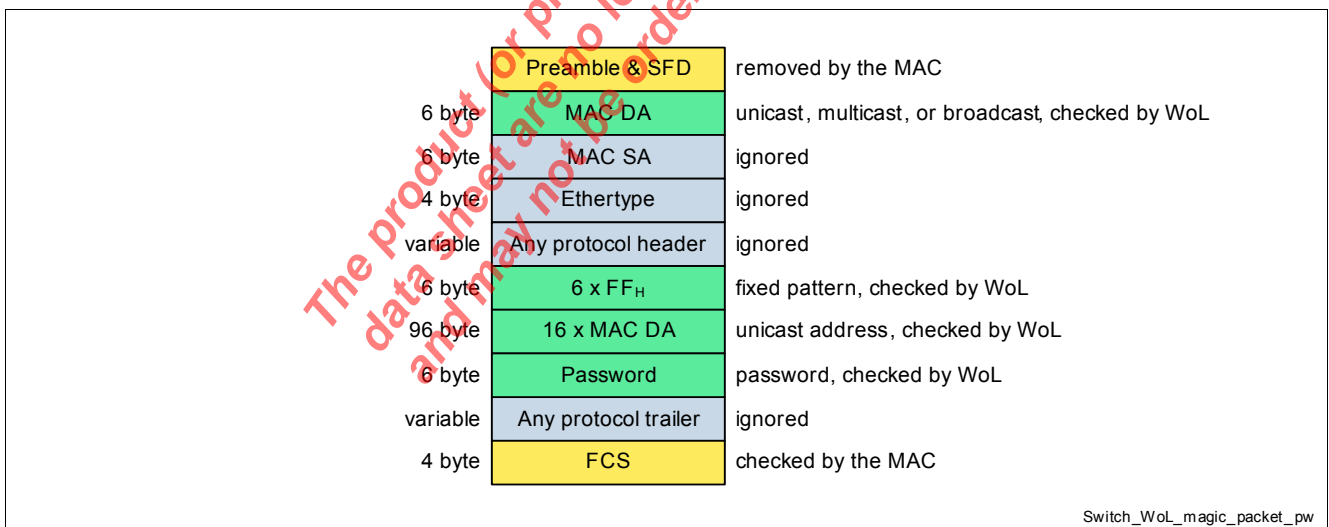 Preamble & SFD removed by the MAC
6 byte MAC DA unicast, multicast, or broadcast, checked by WoL
6 byte MAC SA ignored
4 byte Ethertype ignored
variable Any protocol header ignored
6 byte 6 x FFH fixed pattern, checked by WoL
96 byte 16 x MAC DA unicast address, checked by WoL
6 byte Password password, checked by WoL
variable Any protocol trailer ignored
4 byte FCS checked by the MAC
Switch_WoL_magic_packet_pw
The product (or
data sheet are no
and may not be